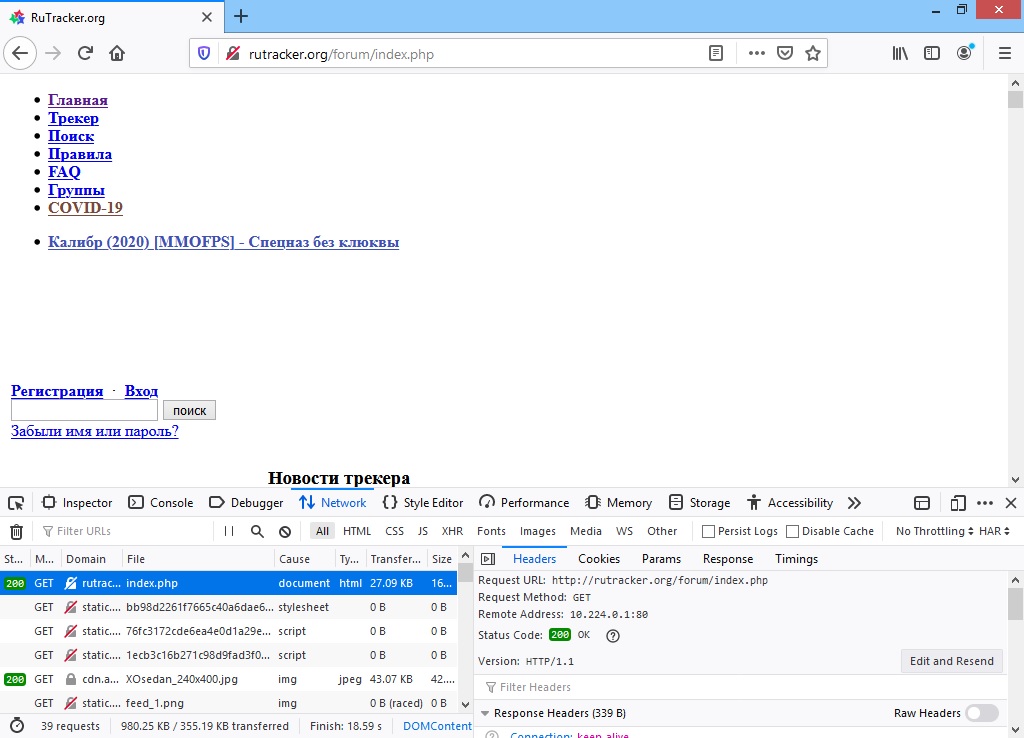 RuTracker.org
rutracker.org/forum/index.php
Главная
Трекер
Поиск
Правила
FAQ
Группы
COVID-19
Калибр (2020) [MMOFPS] - Спецназ без клюквы
Регистрация · Вход
поиск
Забыли имя или пароль?
Новости трекера
Inspector Console Debugger Network Style Editor Performance Memory Storage Accessibility
Filter URLs All HTML CSS JS XHR Fonts Images Media WS Other Persist Logs Disable Cache No Throttling HAR
St... M... Domain File Cause Ty... Transfer... Size
200 GET rutrac... index.php document html 27.09 KB 16...
GET static.... bb98d2261f7665c40a6dae6... stylesheet 0 B 0 B
GET static.... 76fc3172cde6ea4e0d1a29e... script 0 B 0 B
GET static.... 1ecb3c16b271c98d9fad3f0... script 0 B 0 B
200 GET cdn.a... XOsedan_240x400.jpg img jpeg 43.07 KB 42....
GET static.... feed_1.png img 0 B (raced) 0 B
39 requests 980.25 KB / 355.19 KB transferred Finish: 18.59 s DOMContent
Headers Cookies Params Response Timings
Request URL: http://rutracker.org/forum/index.php
Request Method: GET
Remote Address: 10.224.0.1:80
Status Code: 200 OK
Version: HTTP/1.1 Edit and Resend
Filter Headers
Response Headers (339 B) Raw Headers
Connection: keep-alive